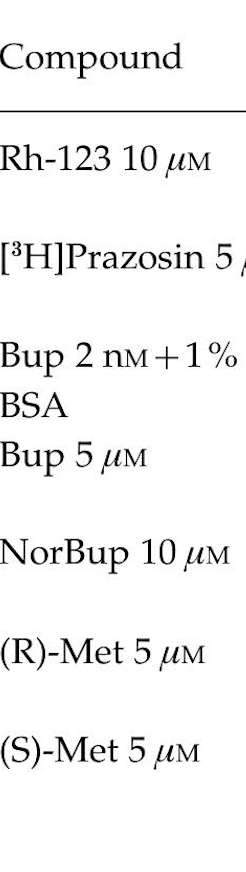 Compound
Rh-123 10 μM
[³H]Prazosin 5
Bup 2 nM + 1%
BSA
Bup 5 μM
NorBup 10 μM
(R)-Met 5 μM
(S)-Met 5 μM